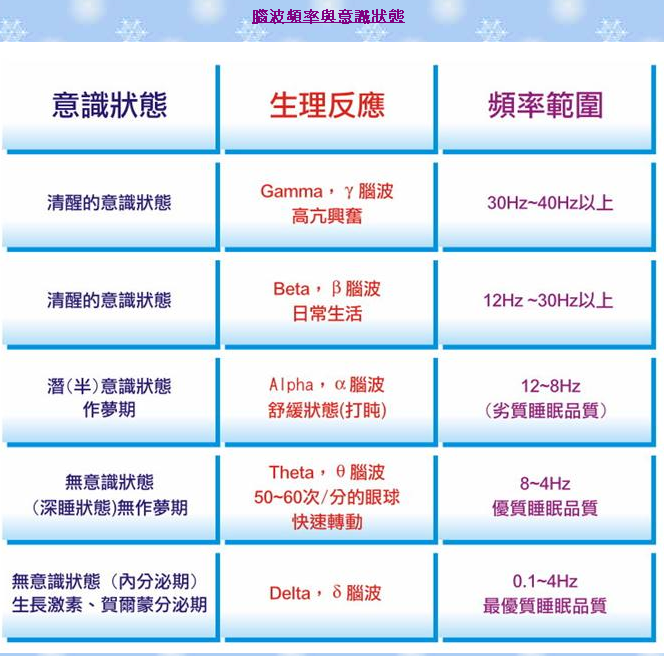 腦波頻率與意識狀態
意識狀態
生理反應
頻率範圍
清醒的意識狀態
Gamma，γ 腦波
高亢興奮
30Hz~40Hz以上
清醒的意識狀態
Beta，β 腦波
日常生活
12Hz ~30Hz以上
潛(半)意識狀態
作夢期
Alpha，α 腦波
舒緩狀態(打盹)
12~8Hz
（劣質睡眠品質）
無意識狀態
（深睡狀態)無作夢期
Theta，θ 腦波
50~60次/分的眼球
快速轉動
8~4Hz
優質睡眠品質
無意識狀態（內分泌期）
生長激素、賀爾蒙分泌期
Delta，δ 腦波
0.1~4Hz
最優質睡眠品質